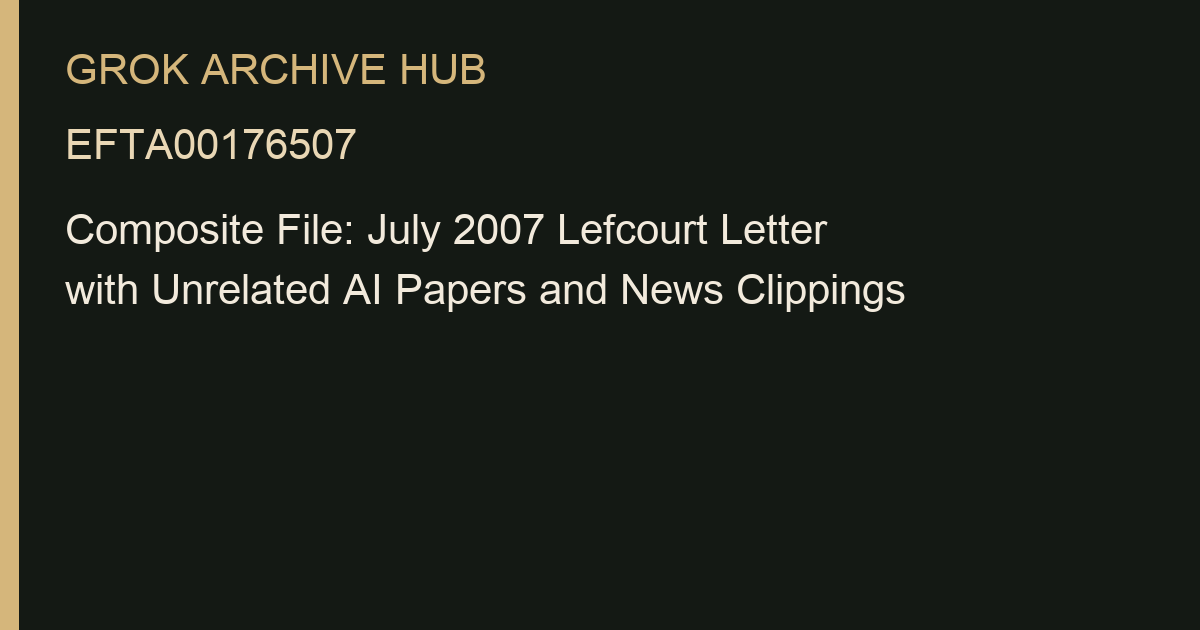 GROK ARCHIVE HUB
EFTA00176507
Composite File: July 2007 Lefcourt Letter
with Unrelated AI Papers and News Clippings